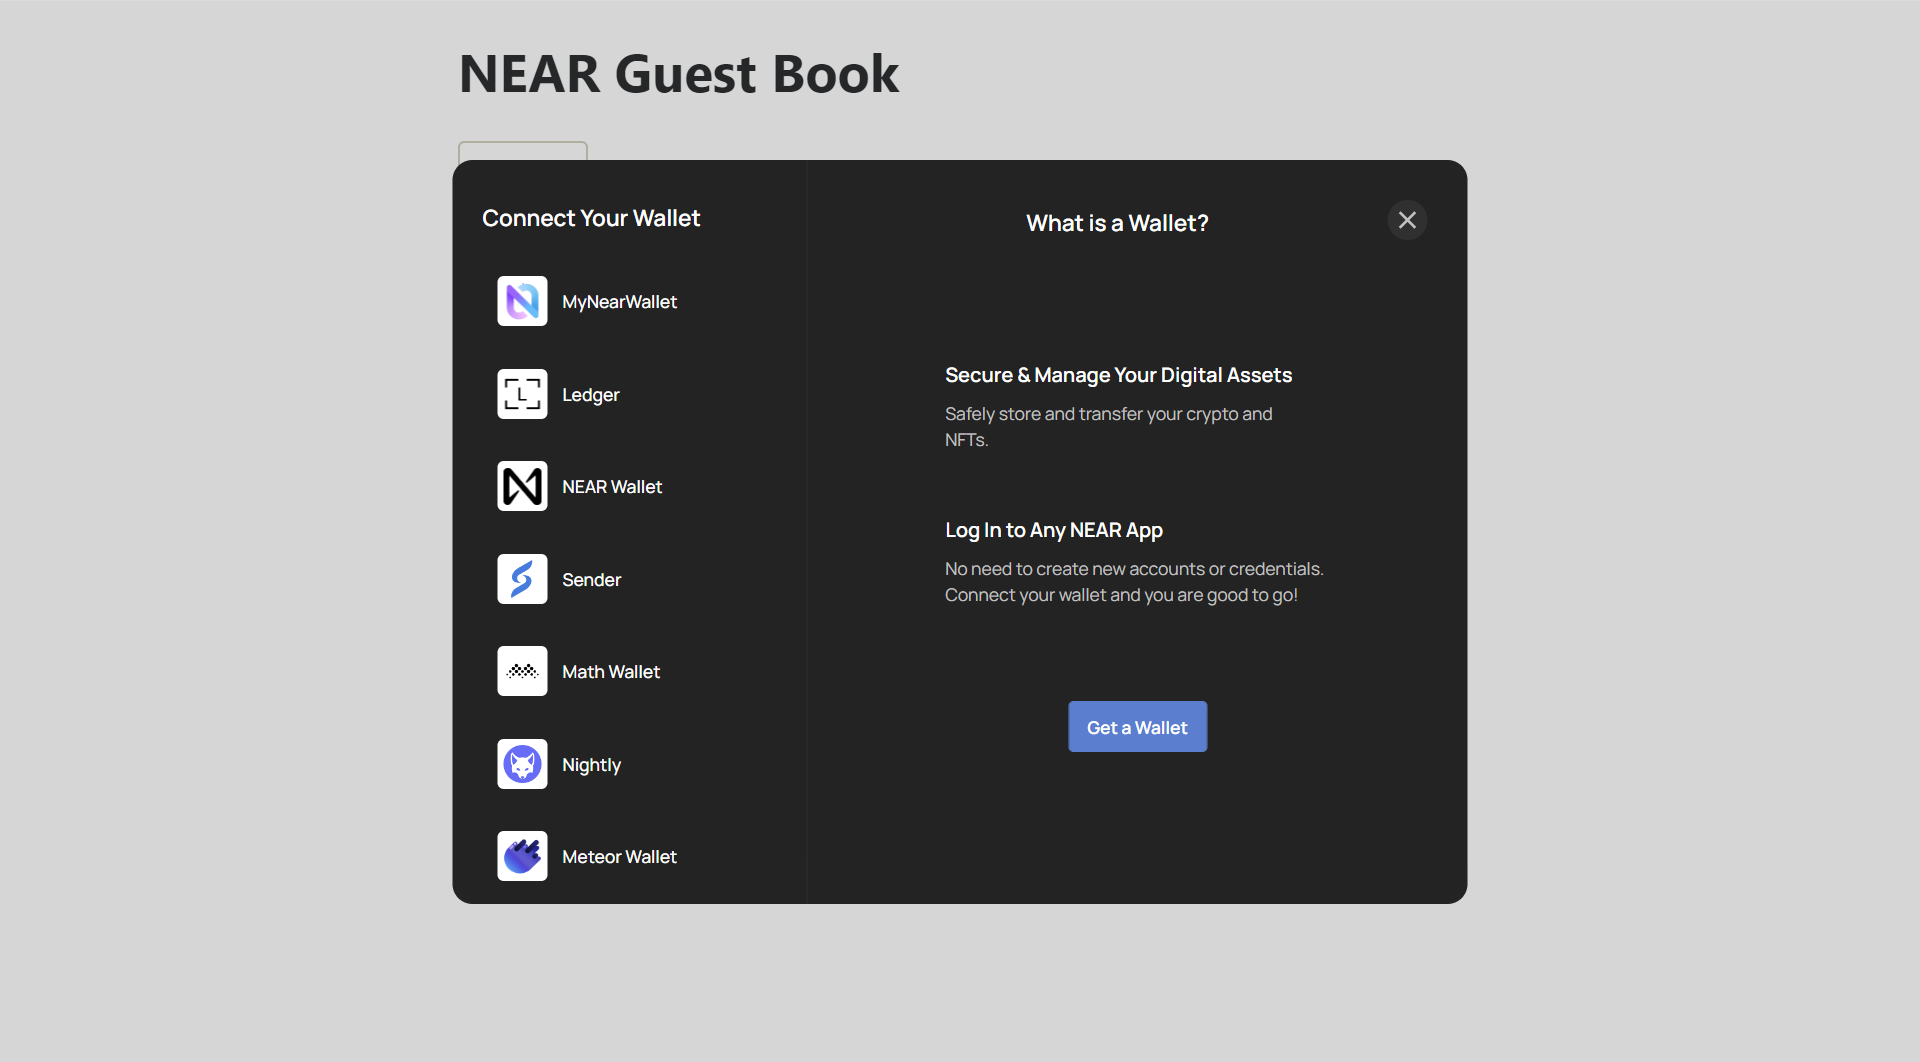 NEAR Guest Book
Connect Your Wallet
MyNearWallet
L
Ledger
NEAR Wallet
Sender
Math Wallet
Nightly
Meteor Wallet
What is a Wallet?
Secure & Manage Your Digital Assets
Safely store and transfer your crypto and
NFTs.
Log In to Any NEAR App
No need to create new accounts or credentials.
Connect your wallet and you are good to go!
Get a Wallet